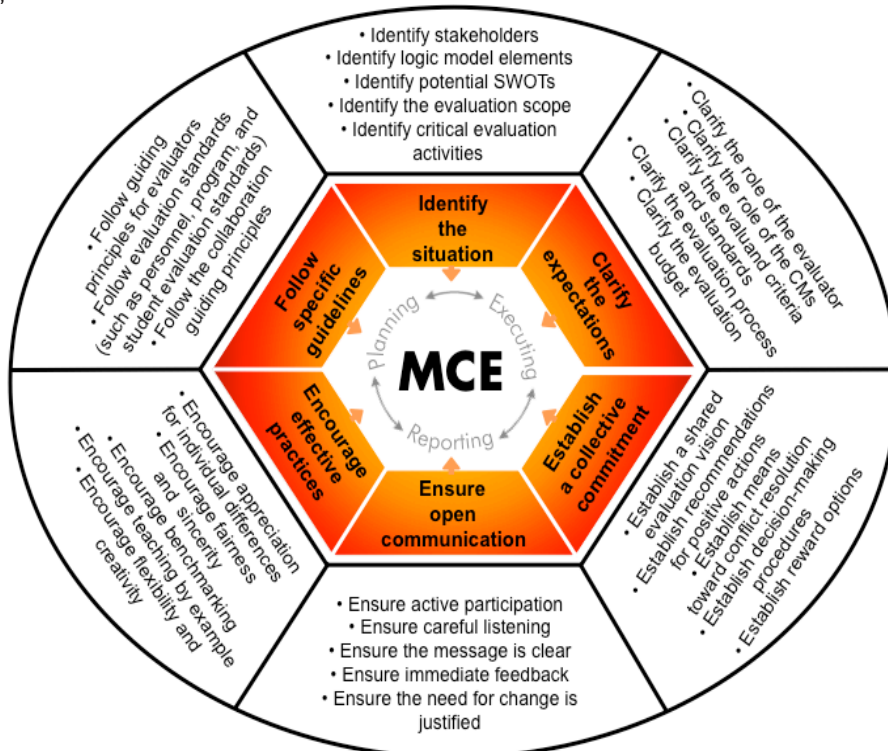 • Identify stakeholders
• Identify logic model elements
• Identify potential SWOTs
• Identify the evaluation scope
• Identify critical evaluation
activities
• Clarify the role of the evaluator
• Clarify the role of the CMs
• Clarify the evaluand criteria
and standards
• Clarify the evaluation process
• Clarify the evaluation
budget
• Establish a shared
evaluation vision
• Establish recommendations
for positive actions
• Establish means
toward conflict resolution
• Establish decision-making
procedures
• Establish reward options
• Ensure active participation
• Ensure careful listening
• Ensure the message is clear
• Ensure immediate feedback
• Ensure the need for change is
justified
• Encourage appreciation
for individual differences
• Encourage fairness
and sincerity
• Encourage benchmarking
• Encourage teaching by example
• Encourage flexibility and
creativity
• Follow guiding
principles for evaluators
• Follow evaluation standards
(such as personnel, program, and
student evaluation standards)
• Follow the collaboration
guiding principles
Identify
the
situation
Clarify
the
expectations
Establish
a collective
commitment
Ensure
open
communication
Encourage
effective
practices
Follow
specific
guidelines
Planning
Executing
Reporting
MCE